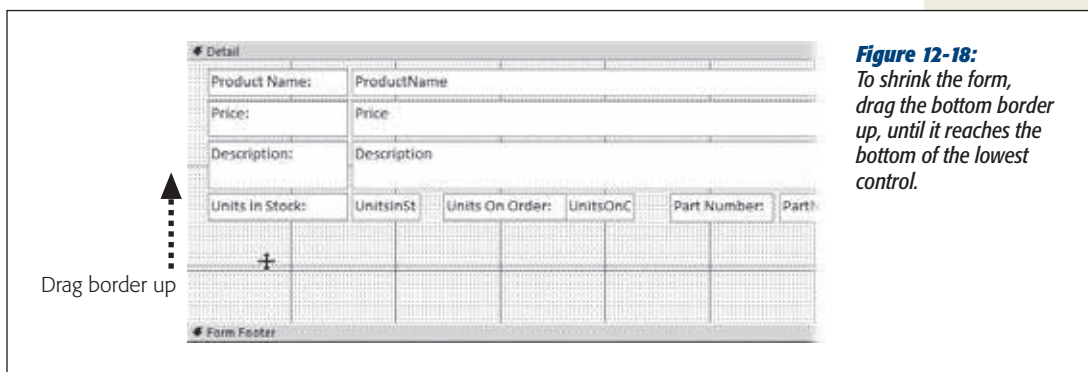 Detail
Product Name: ProductName
Price: Price
Description: Description
Units In Stock: UnitsInSt Units On Order: UnitsOnC Part Number: PartN
Drag border up
Form Footer
Figure 12-18:
To shrink the form,
drag the bottom border
up, until it reaches the
bottom of the lowest
control.